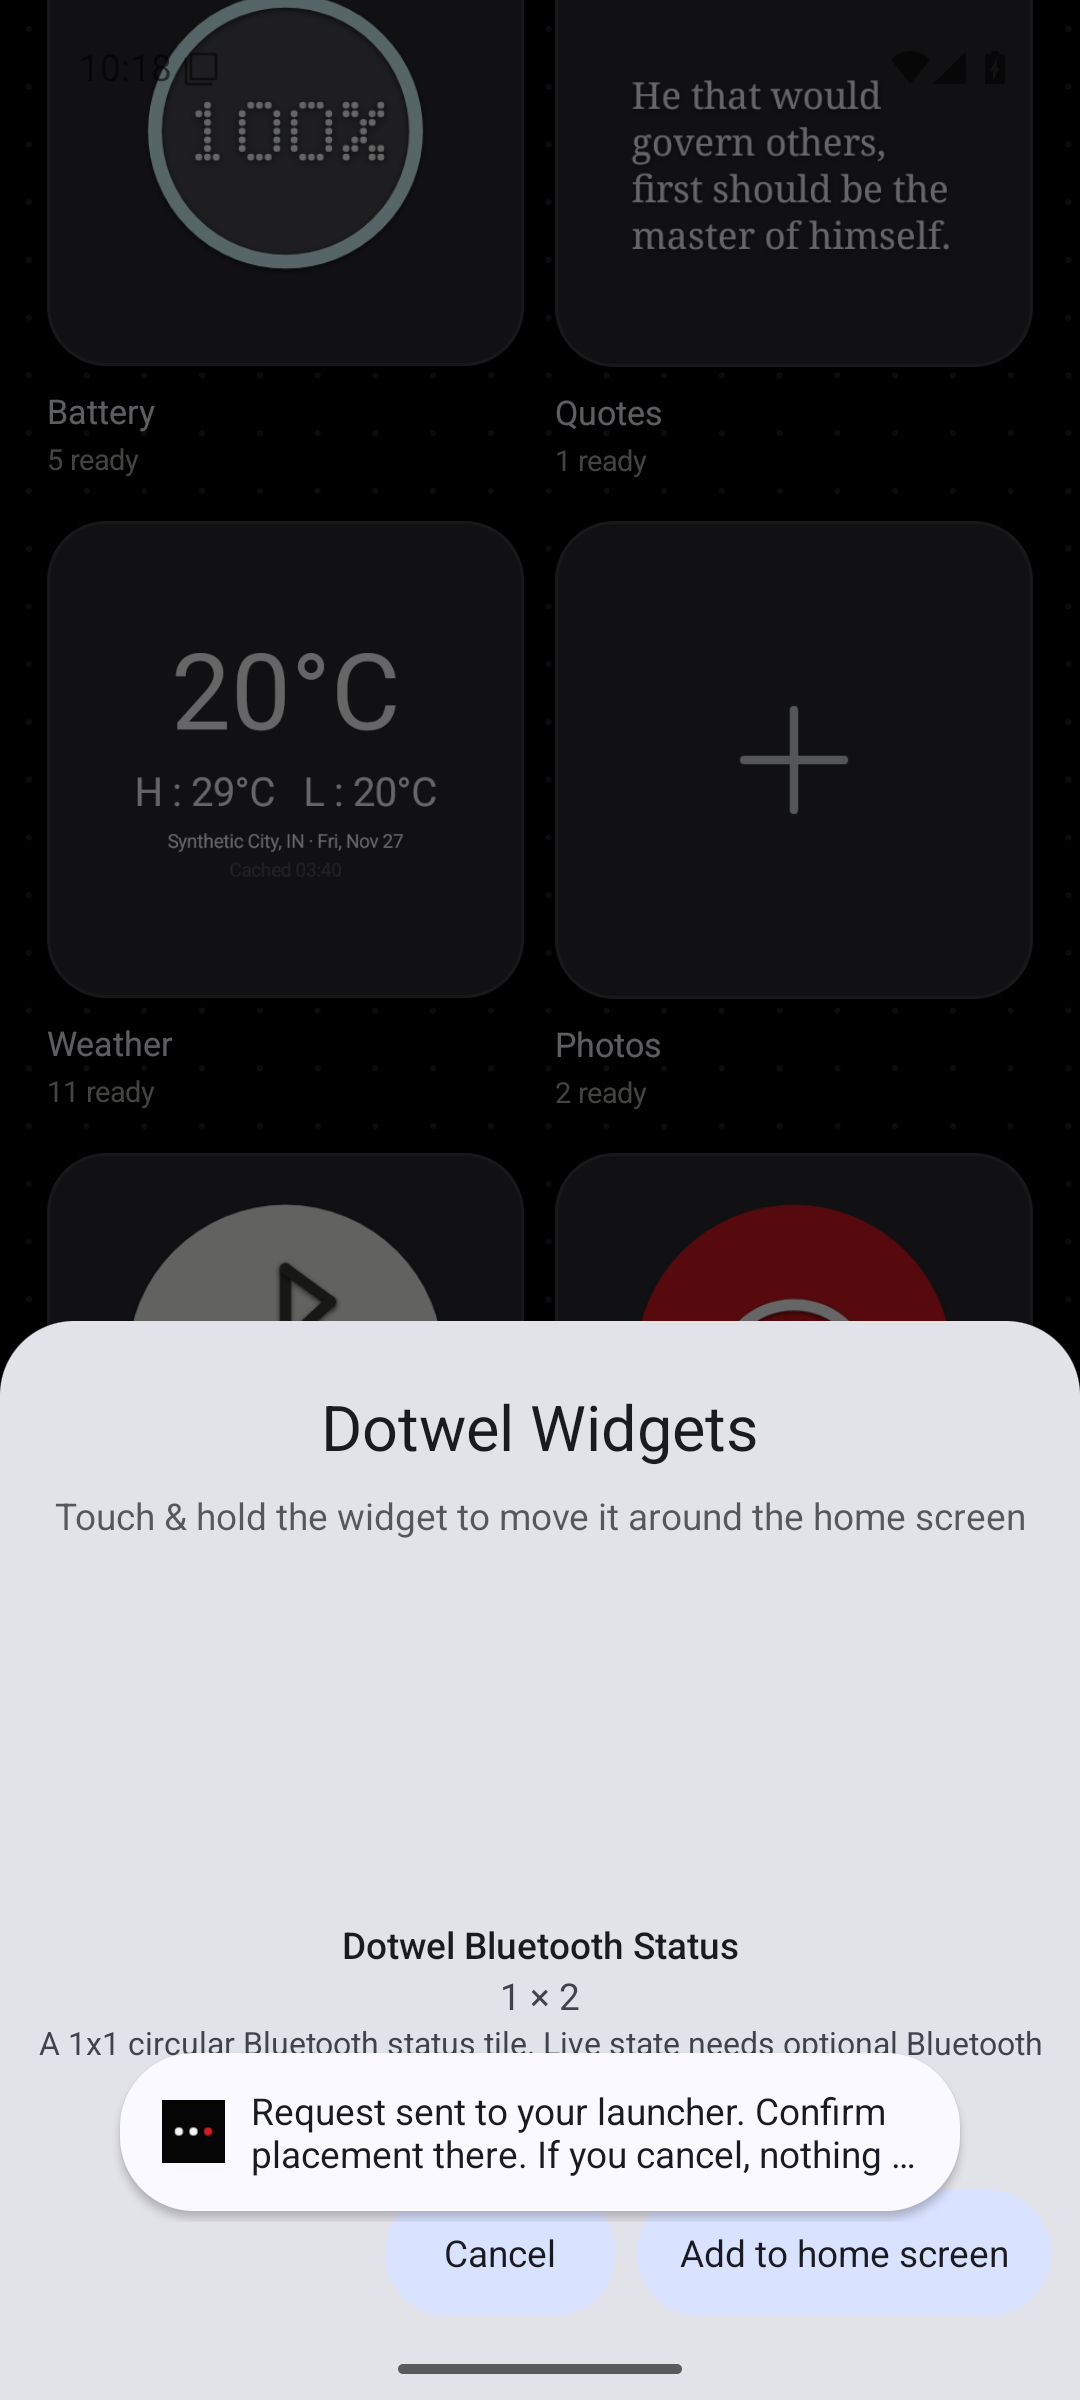 10:18
100%
He that would
govern others,
first should be the
master of himself.
Battery
5 ready
Quotes
1 ready
20°C
H : 29°C L : 20°C
Synthetic City, IN · Fri, Nov 27
Cached 03:40
Weather
11 ready
Photos
2 ready
Dotwel Widgets
Touch & hold the widget to move it around the home screen
Dotwel Bluetooth Status
1 × 2
A 1x1 circular Bluetooth status tile. Live state needs optional Bluetooth
Request sent to your launcher. Confirm
placement there. If you cancel, nothing ...
Cancel
Add to home screen